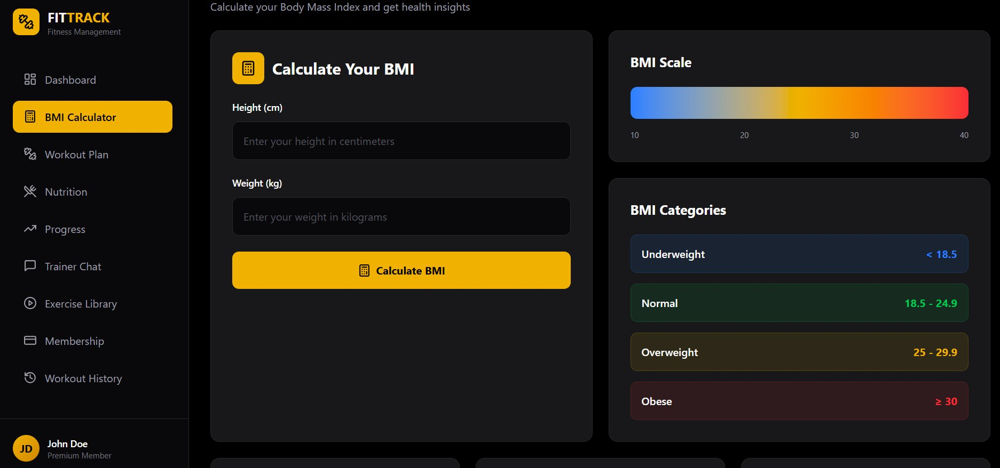 FITTRACK
Fitness Management
Dashboard
BMI Calculator
Workout Plan
Nutrition
Progress
Trainer Chat
Exercise Library
Membership
Workout History
JD
John Doe
Premium Member
Calculate your Body Mass Index and get health insights
Calculate Your BMI
Height (cm)
Enter your height in centimeters
Weight (kg)
Enter your weight in kilograms
Calculate BMI
BMI Scale
10 20 30 40
BMI Categories
Underweight < 18.5
Normal 18.5 - 24.9
Overweight 25 - 29.9
Obese ≥ 30